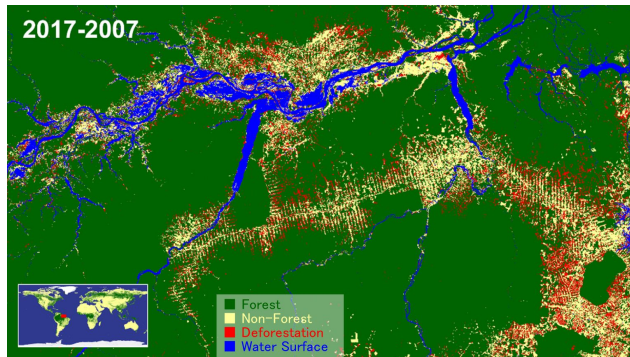 2017-2007
Forest
Non-Forest
Deforestation
Water Surface